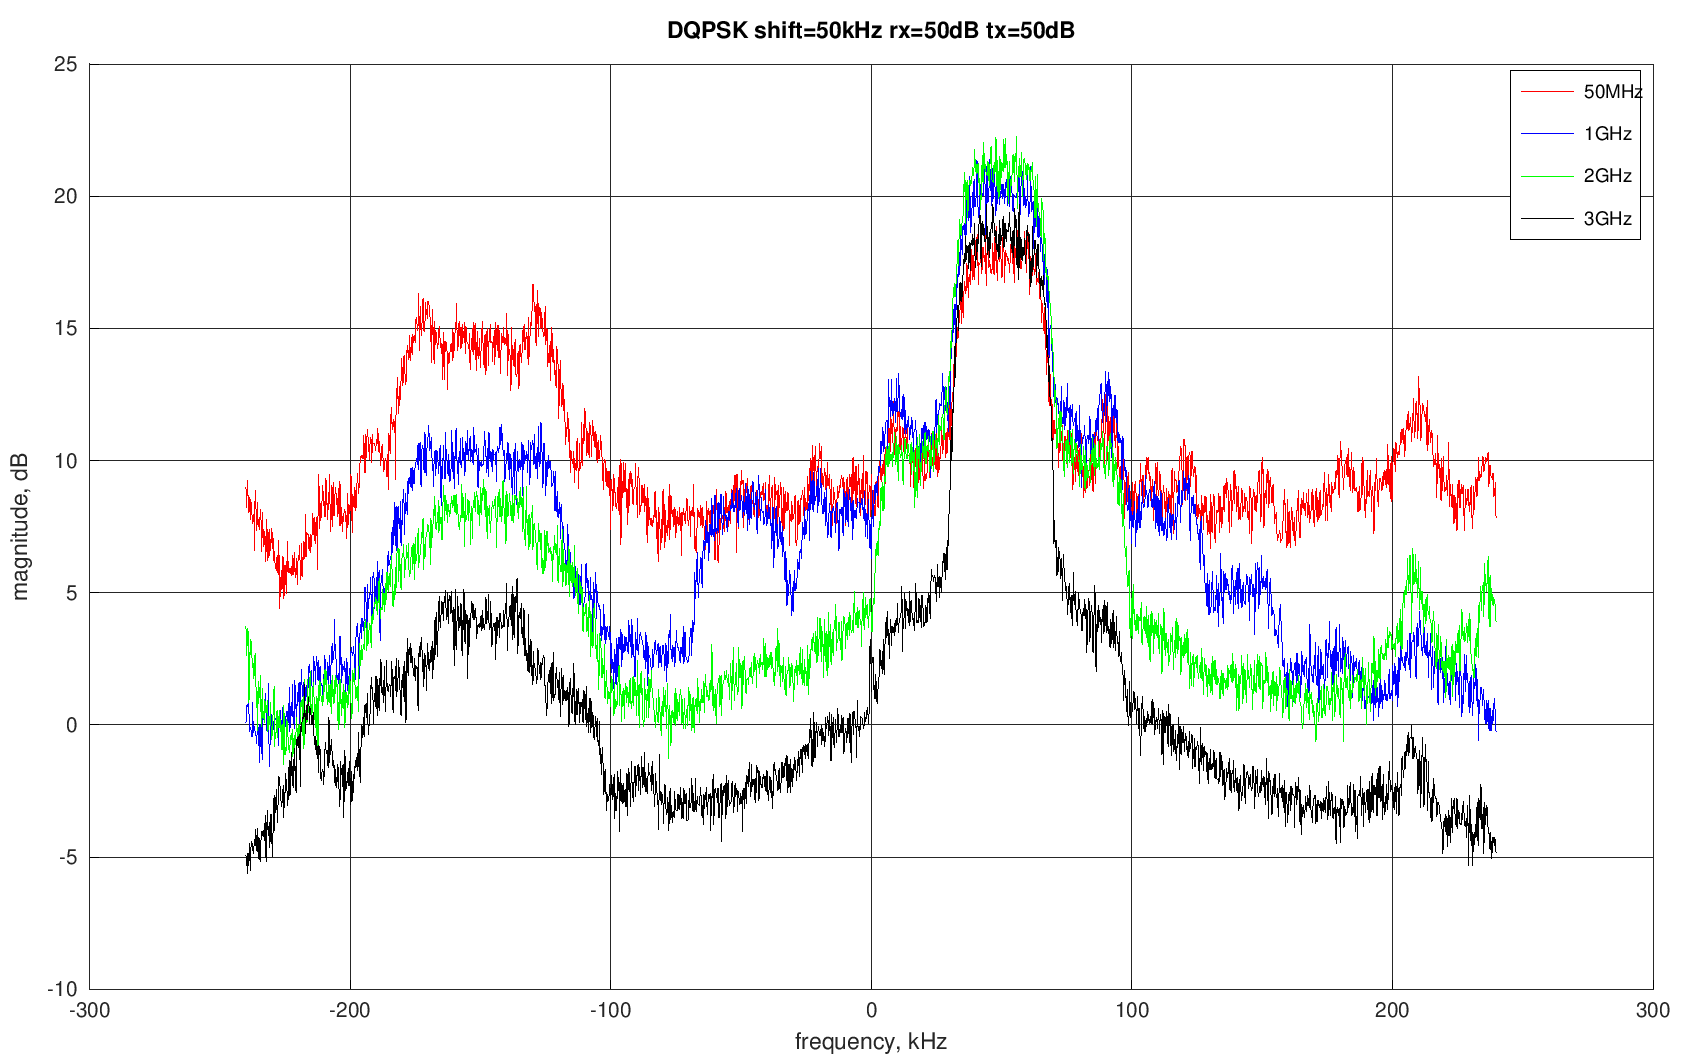 DQPSK shift=50kHz rx=50dB tx=50dB
25
20
15
10
5
0
-5
-10
magnitude, dB
-300
-200
-100
0
100
200
300
frequency, kHz
50MHz
1GHz
2GHz
3GHz